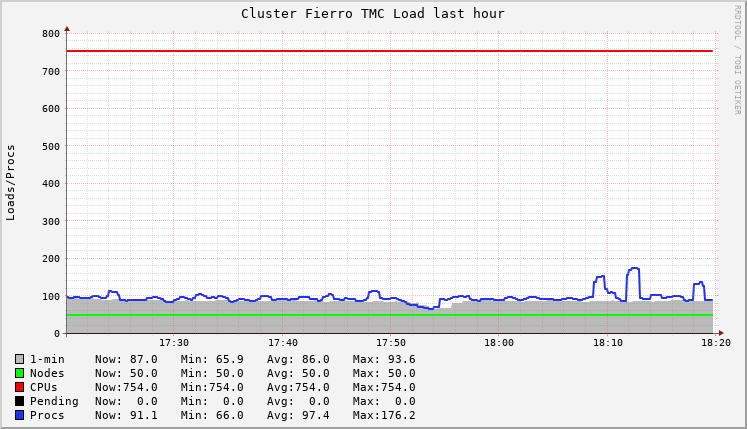 Cluster Fierro TMC Load last hour
RRDTOOL / TOBI OETIKER
Loads/Procs
800
700
600
500
400
300
200
100
0
17:30 17:40 17:50 18:00 18:10 18:20
1-min Now: 87.0 Min: 65.9 Avg: 86.0 Max: 93.6
Nodes Now: 50.0 Min: 50.0 Avg: 50.0 Max: 50.0
CPUs Now:754.0 Min:754.0 Avg:754.0 Max:754.0
Pending Now: 0.0 Min: 0.0 Avg: 0.0 Max: 0.0
Procs Now: 91.1 Min: 66.0 Avg: 97.4 Max:176.2